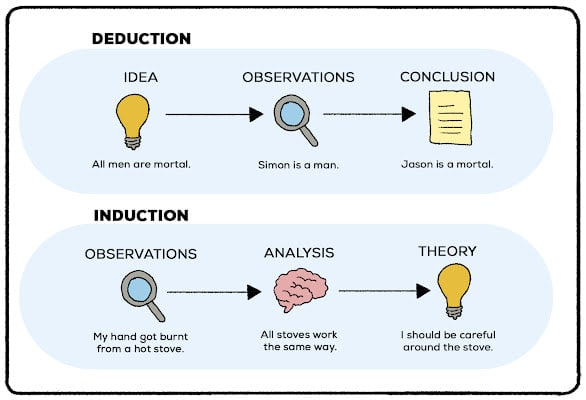 DEDUCTION
IDEA
OBSERVATIONS
CONCLUSION
All men are mortal.
Simon is a man.
Jason is a mortal.
INDUCTION
OBSERVATIONS
ANALYSIS
THEORY
My hand got burnt
from a hot stove.
All stoves work
the same way.
I should be careful
around the stove.